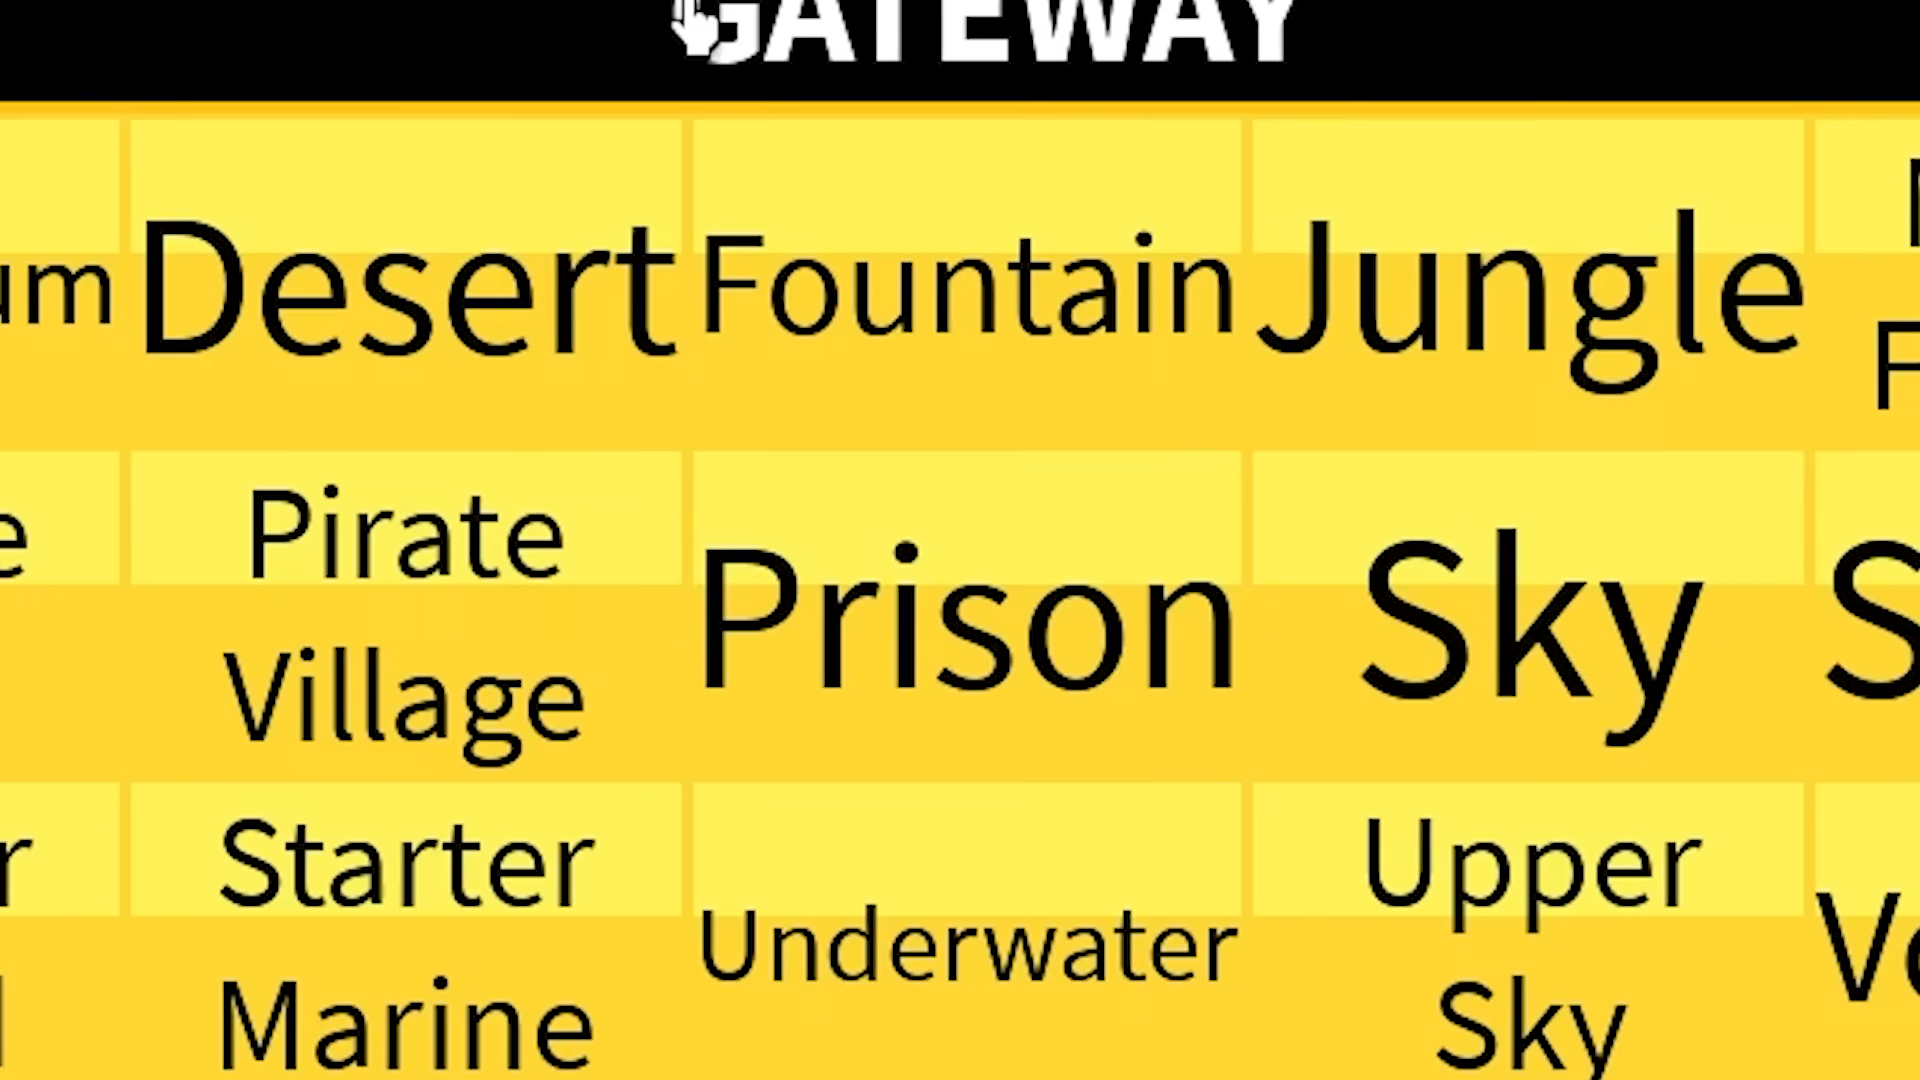 GATEWAY
Desert
Fountain
Jungle
Pirate
Village
Prison
Sky
Starter
Marine
Underwater
Upper
Sky